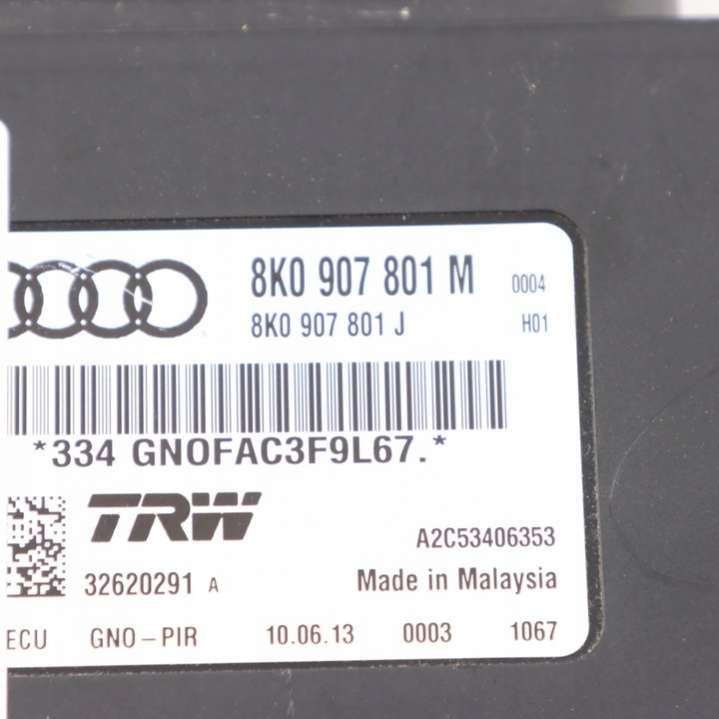 8K0 907 801 M 0004
8K0 907 801 J H01
*334 GNOFAC3F9L67.*
TRW
A2C53406353
32620291 A Made in Malaysia
ECU GNO-PIR 10.06.13 0003 1067